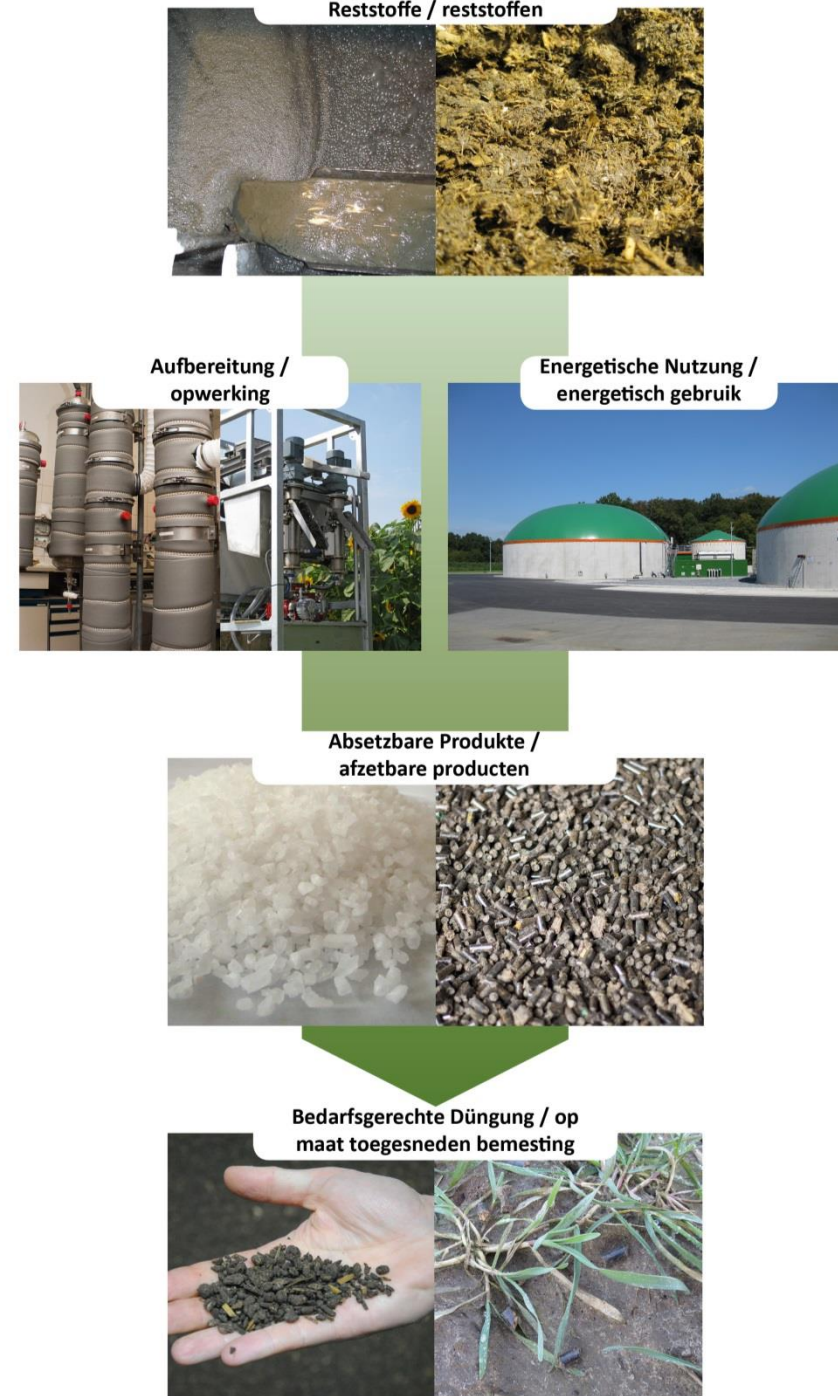 Reststoffe / reststoffen
Aufbereitung /
opwerking
Energetische Nutzung /
energetisch gebruik
Absetzbare Produkte /
afzetbare producten
Bedarfsgerechte Düngung / op
maat toegesneden bemesting